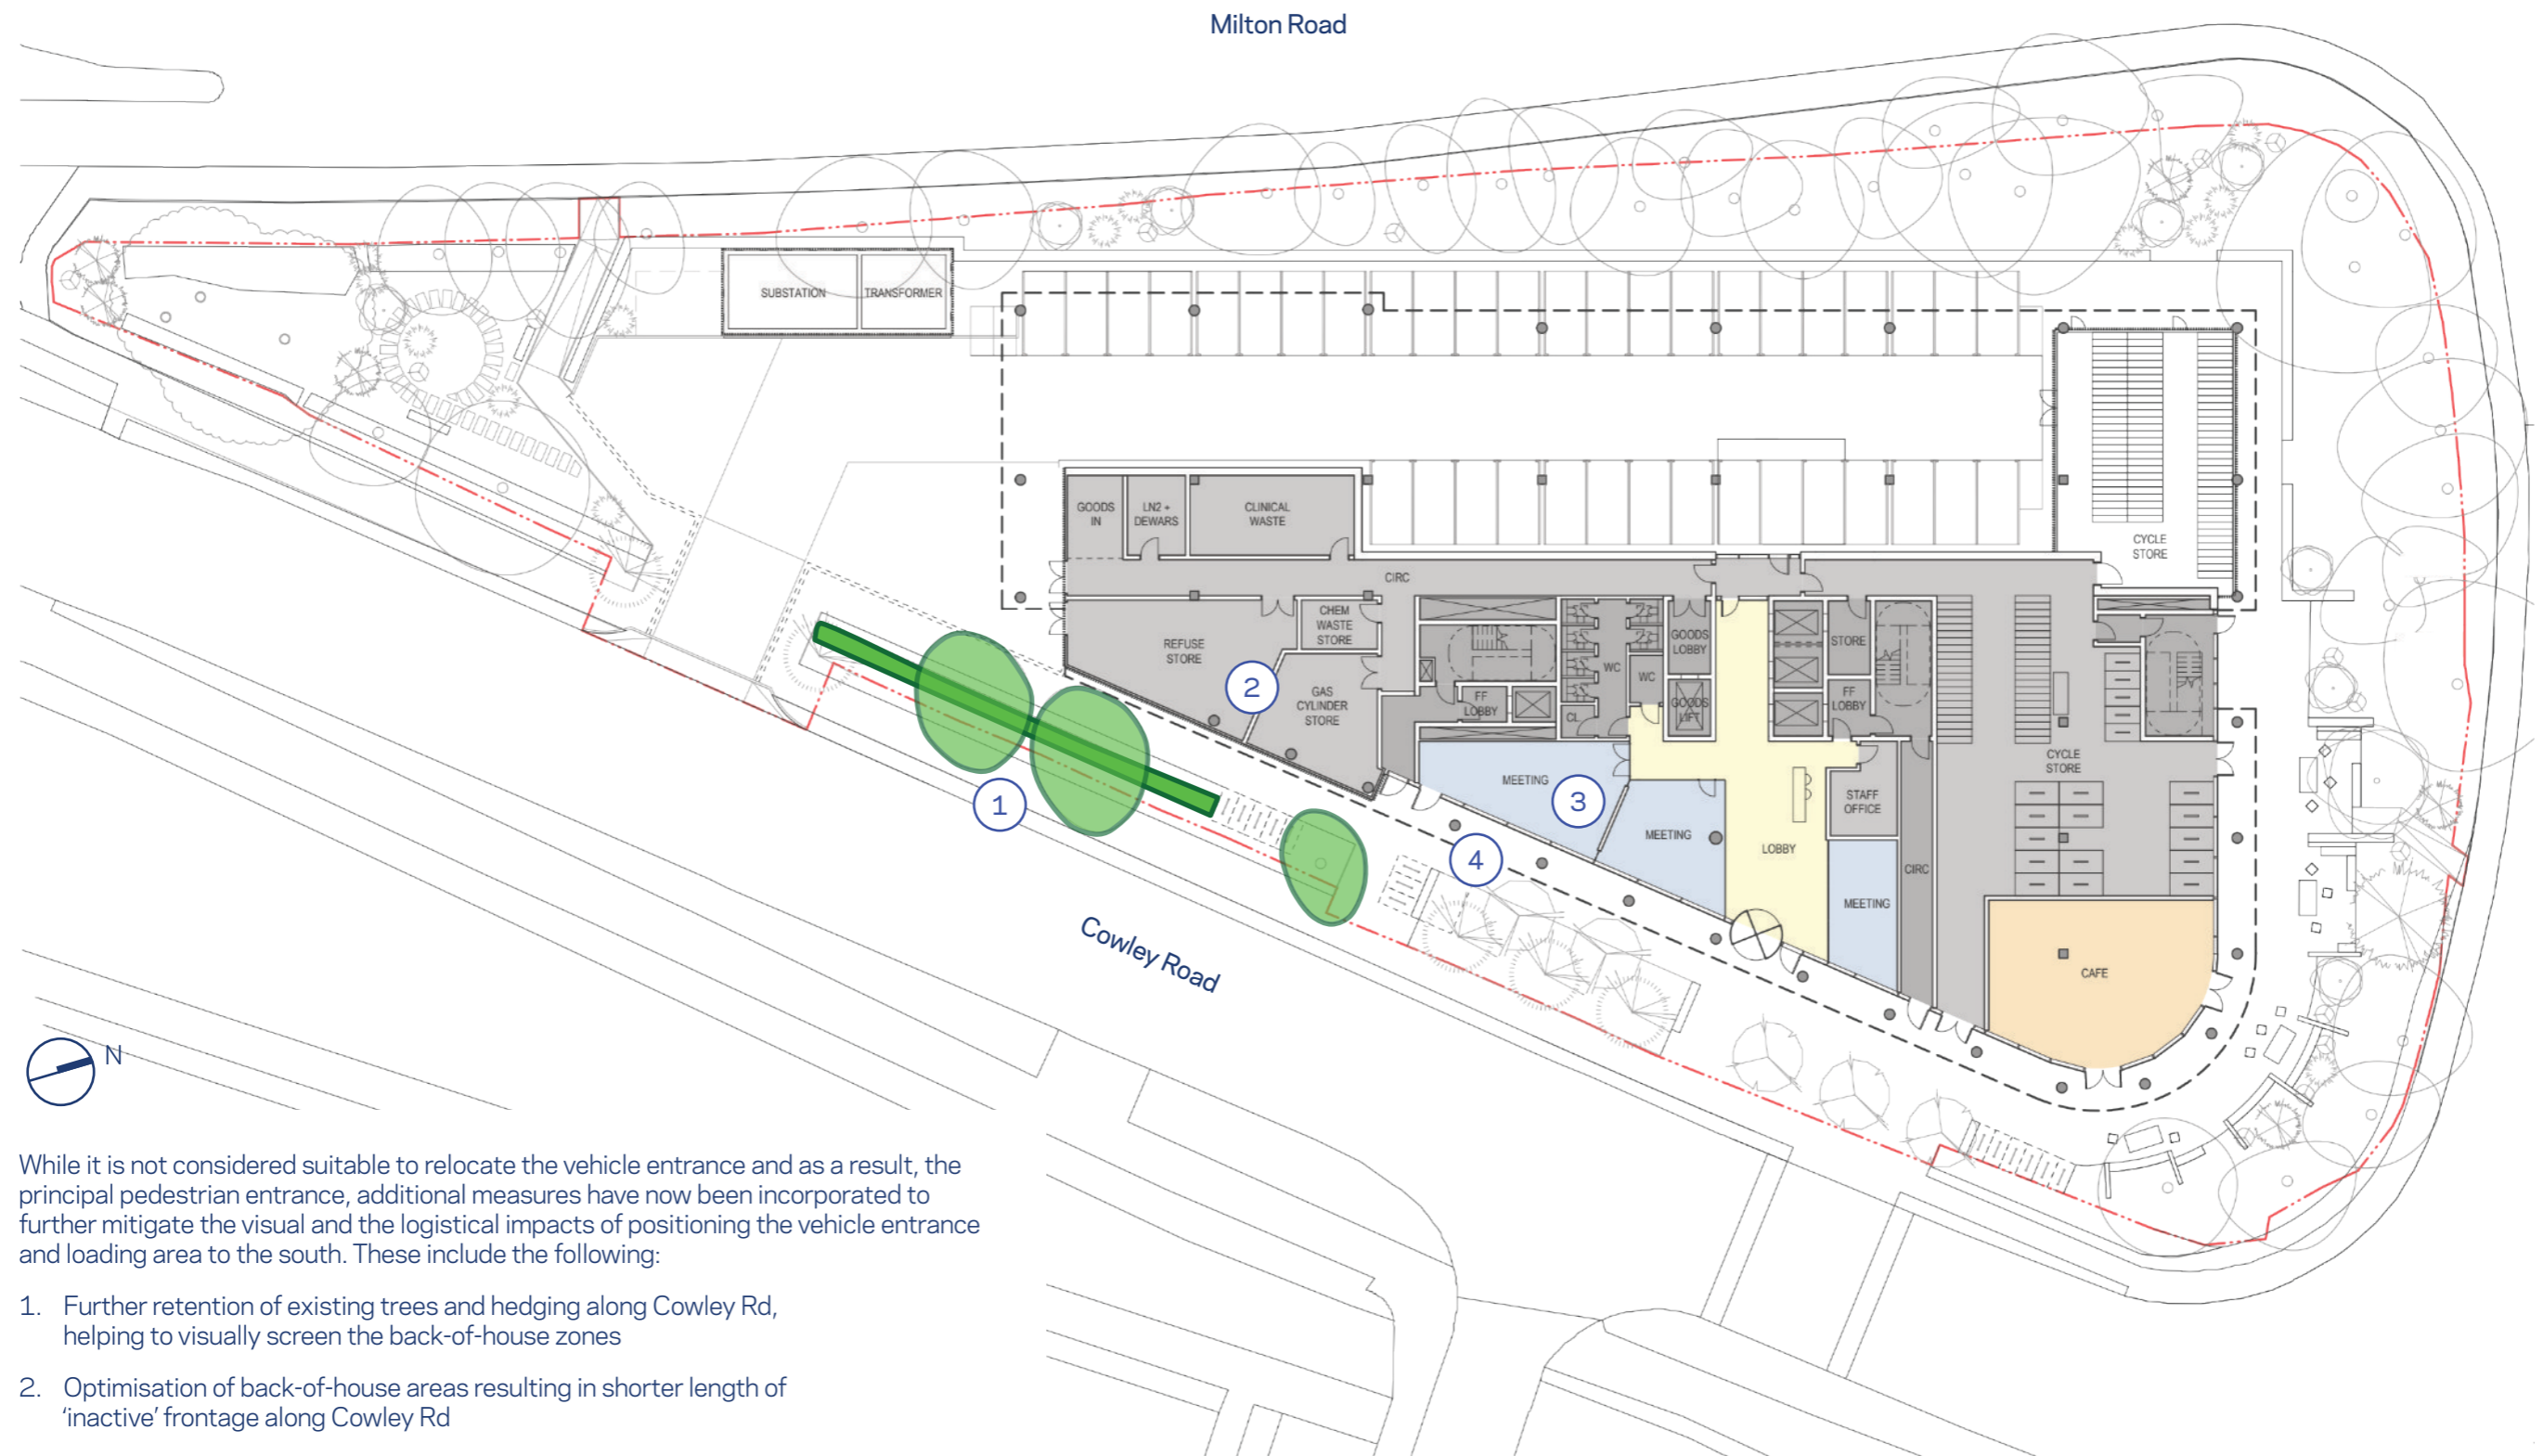 Milton Road
SUBSTATION
TRANSFORMER
GOODS
IN
LN2 +
DEWARS
CLINICAL
WASTE
CYCLE
STORE
CIRC
CHEM
WASTE
STORE
REFUSE
STORE
GOODS
LOBBY
STORE
WC
WC
2
GAS
CYLINDER
STORE
FF
LOBBY
GOODS
LIFT
FF
LOBBY
CL
CYCLE
STORE
MEETING
3
1
STAFF
OFFICE
MEETING
LOBBY
4
CIRC
MEETING
Cowley Road
CAFE
N
While it is not considered suitable to relocate the vehicle entrance and as a result, the
principal pedestrian entrance, additional measures have now been incorporated to
further mitigate the visual and the logistical impacts of positioning the vehicle entrance
and loading area to the south. These include the following:
1. Further retention of existing trees and hedging along Cowley Rd,
helping to visually screen the back-of-house zones
2. Optimisation of back-of-house areas resulting in shorter length of
‘inactive’ frontage along Cowley Rd